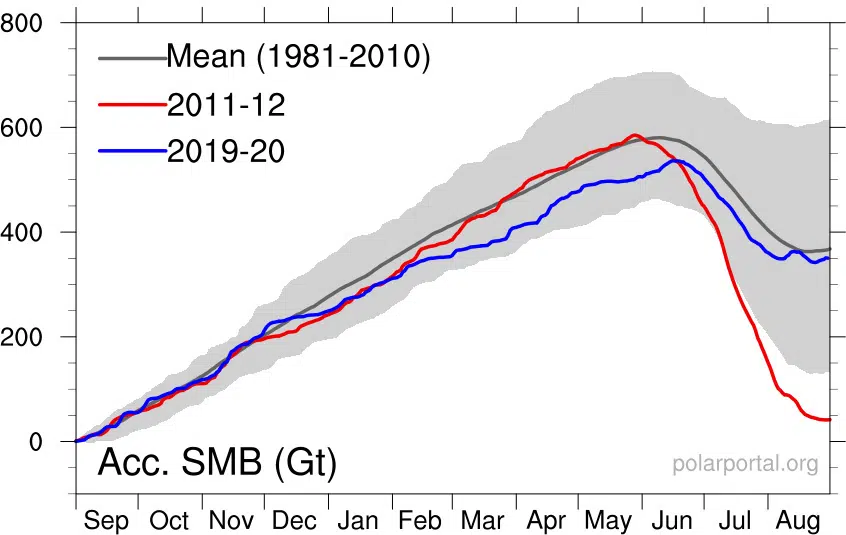 800
600
400
200
0
Mean (1981-2010)
2011-12
2019-20
Acc. SMB (Gt)
polarportal.org
Sep Oct Nov Dec Jan Feb Mar Apr May Jun Jul Aug